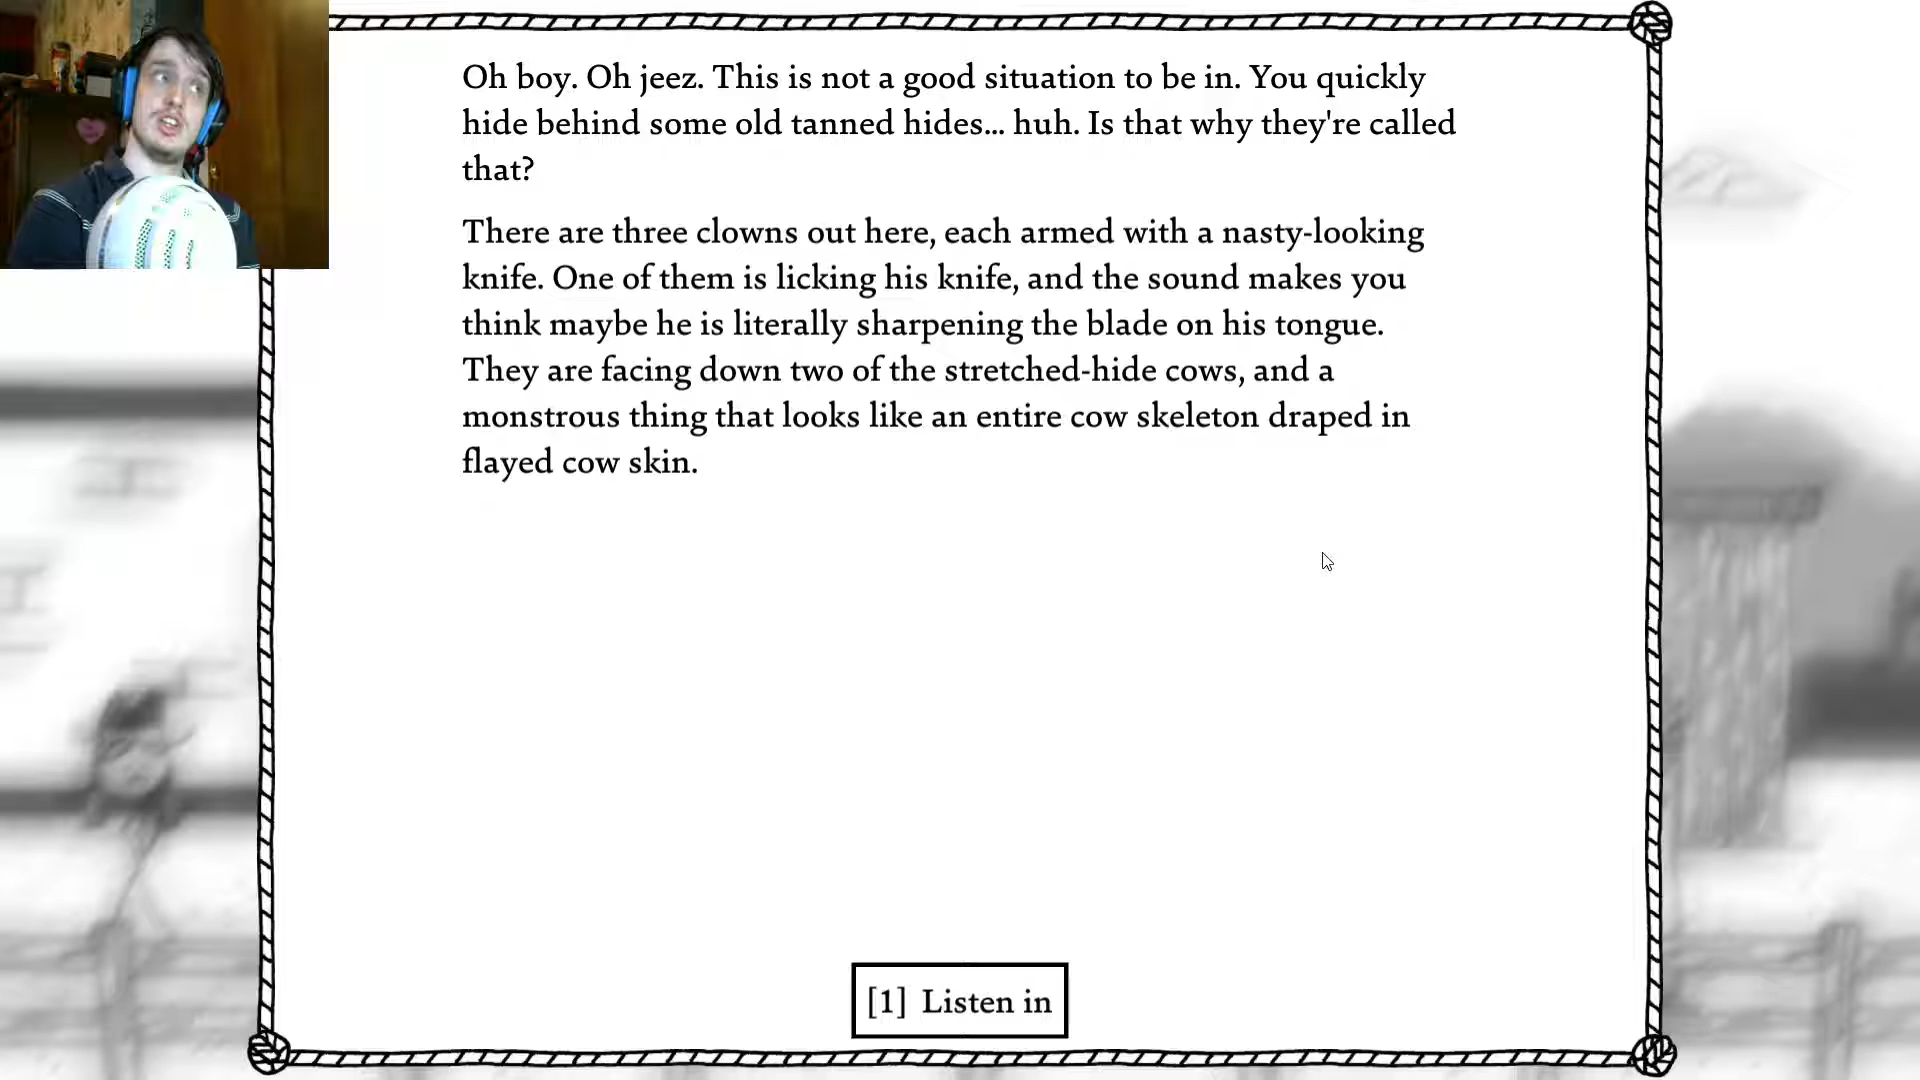 Oh boy. Oh jeez. This is not a good situation to be in. You quickly
hide behind some old tanned hides... huh. Is that why they're called
that?
There are three clowns out here, each armed with a nasty-looking
knife. One of them is licking his knife, and the sound makes you
think maybe he is literally sharpening the blade on his tongue.
They are facing down two of the stretched-hide cows, and a
monstrous thing that looks like an entire cow skeleton draped in
flayed cow skin.
[1] Listen in